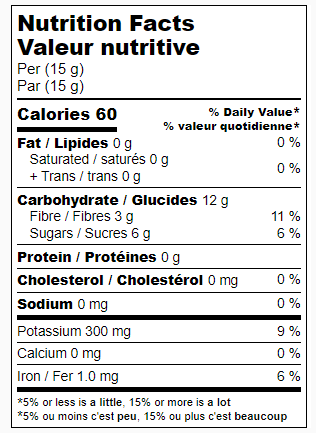 Nutrition Facts
Valeur nutritive
Per (15 g)
Par (15 g)
Calories 60
% Daily Value*
% valeur quotidienne*
Fat / Lipides 0 g 0 %
Saturated / saturés 0 g
+ Trans / trans 0 g 0 %
Carbohydrate / Glucides 12 g
Fibre / Fibres 3 g 11 %
Sugars / Sucres 6 g 6 %
Protein / Protéines 0 g
Cholesterol / Cholestérol 0 mg 0 %
Sodium 0 mg 0 %
Potassium 300 mg 9 %
Calcium 0 mg 0 %
Iron / Fer 1.0 mg 6 %
*5% or less is a little, 15% or more is a lot
*5% ou moins c'est peu, 15% ou plus c'est beaucoup